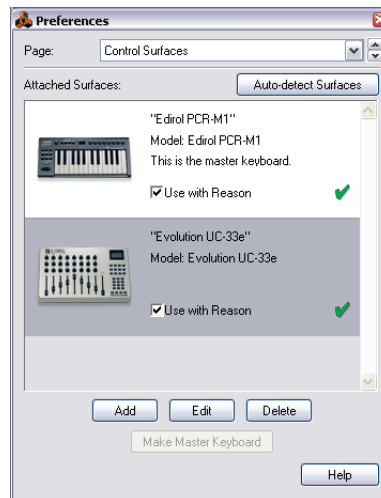 Preferences
Page: Control Surfaces
Attached Surfaces: Auto-detect Surfaces
"Edirol PCR-M1"
Model: Edirol PCR-M1
This is the master keyboard.
Use with Reason
"Evolution UC-33e"
Model: Evolution UC-33e
Use with Reason
Add Edit Delete
Make Master Keyboard
Help